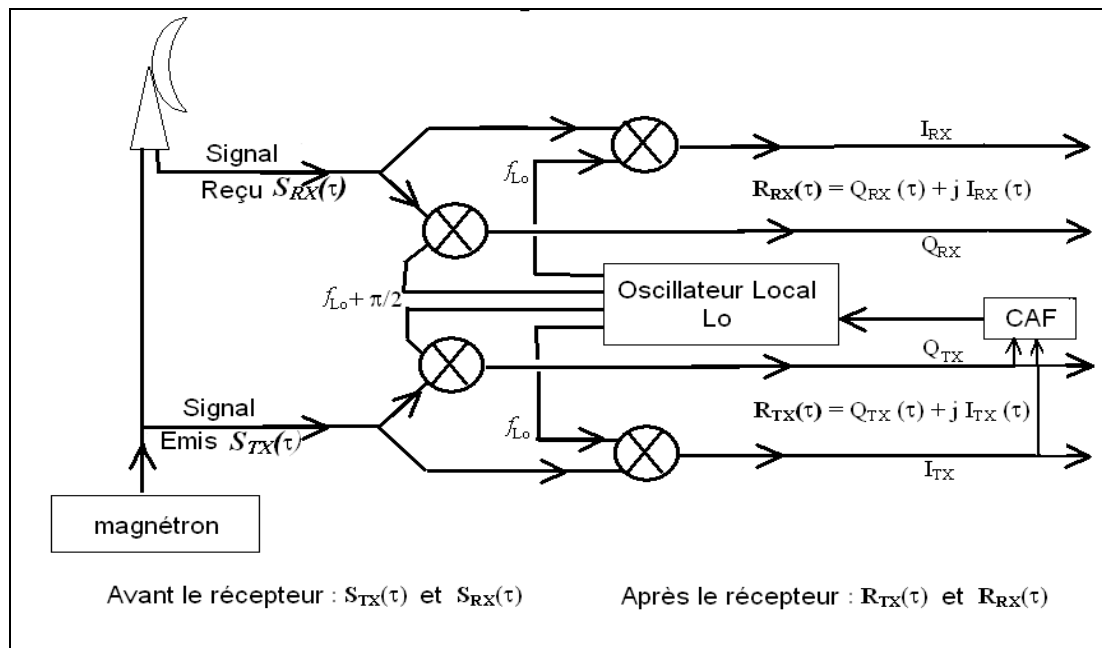 Signal
Reçu S_RX(τ)
f_Lo
I_RX
R_RX(τ) = Q_RX (τ) + j I_RX (τ)
Q_RX
f_Lo + π/2
Oscillateur Local
Lo
CAF
Q_TX
Signal
Emis S_TX(τ)
f_Lo
R_TX(τ) = Q_TX (τ) + j I_TX (τ)
I_TX
magnétron
Avant le récepteur : S_TX(τ) et S_RX(τ)
Après le récepteur : R_TX(τ) et R_RX(τ)